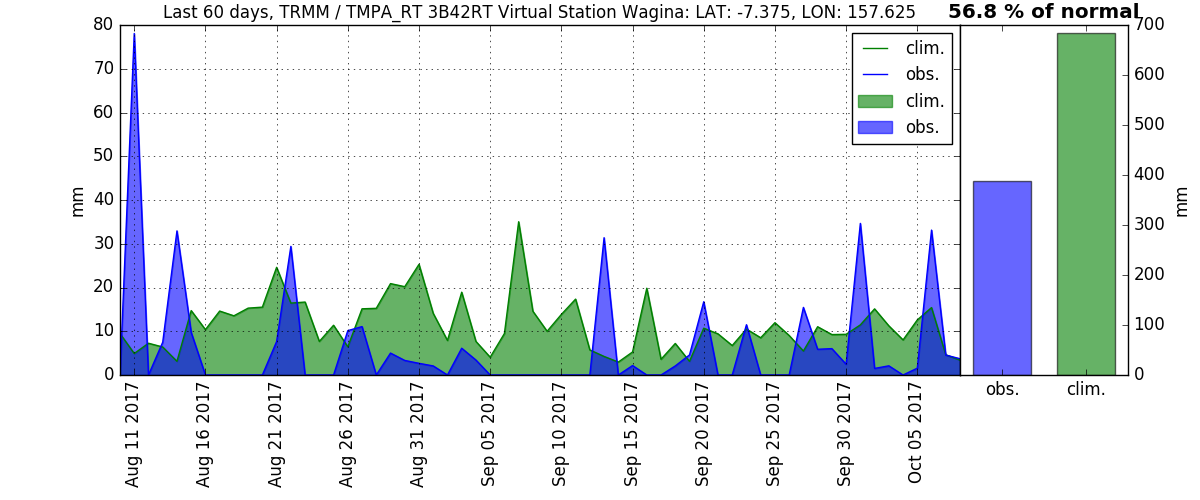 Last 60 days, TRMM / TMPA_RT 3B42RT Virtual Station Wagina: LAT: -7.375, LON: 157.625
56.8 % of normal
80
70
60
50
40
30
20
10
0
mm
clim.
obs.
clim.
obs.
Aug 11 2017
Aug 16 2017
Aug 21 2017
Aug 26 2017
Aug 31 2017
Sep 05 2017
Sep 10 2017
Sep 15 2017
Sep 20 2017
Sep 25 2017
Sep 30 2017
Oct 05 2017
700
600
500
400
300
200
100
0
mm
obs.
clim.